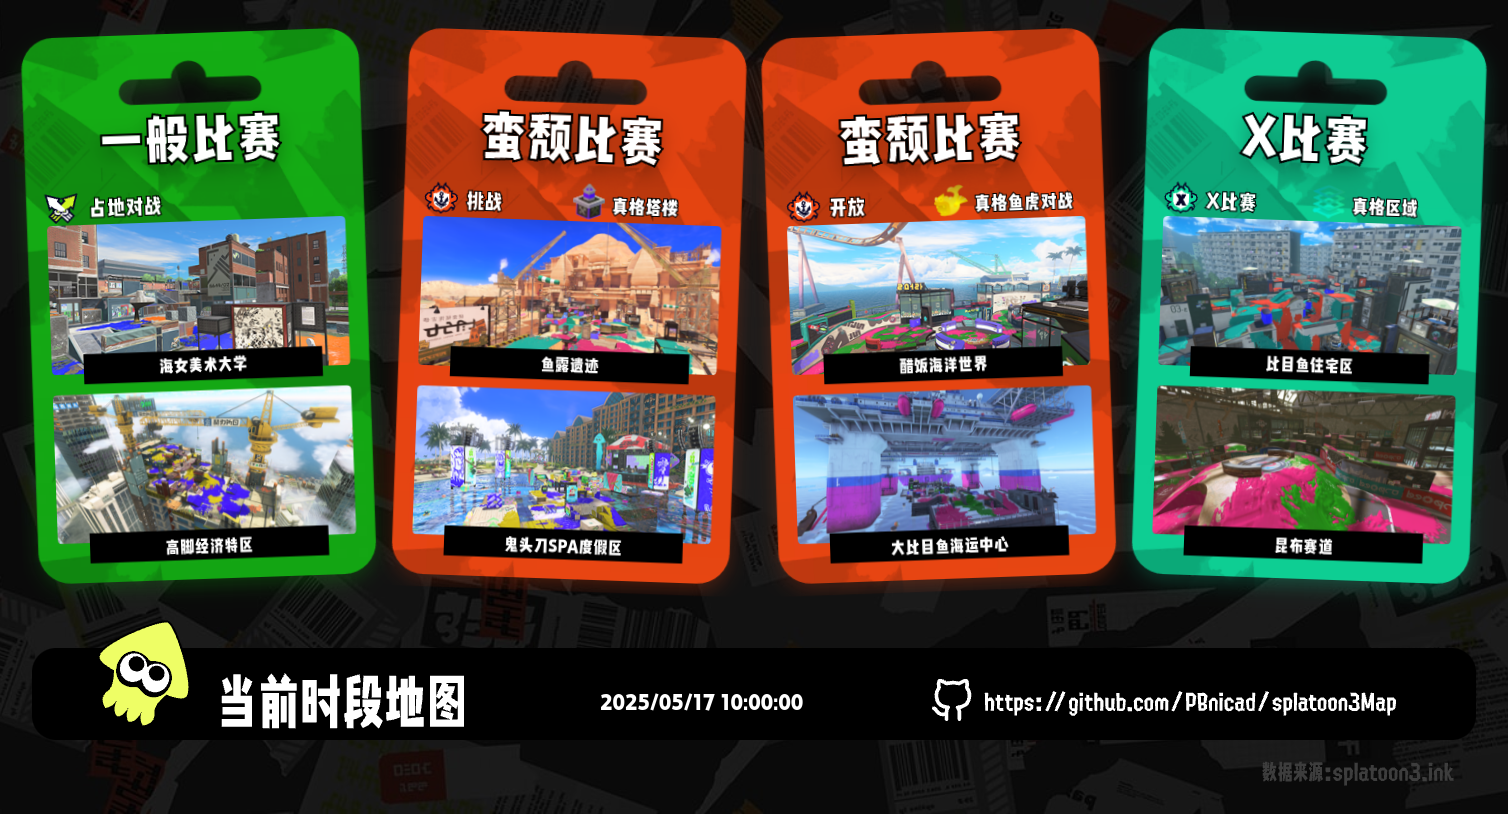 一般比赛
占地对战
海女美术大学
高脚经济特区
蛮颓比赛
挑战
真格塔楼
鱼露遗迹
鬼头刀SPA度假区
蛮颓比赛
开放
真格鱼虎对战
醋饭海洋世界
大比目鱼海运中心
X比赛
X比赛
真格区域
比目鱼住宅区
昆布赛道
当前时段地图
2025/05/17 10:00:00
https://github.com/PBnicad/splatoon3Map
数据来源:splatoon3.ink